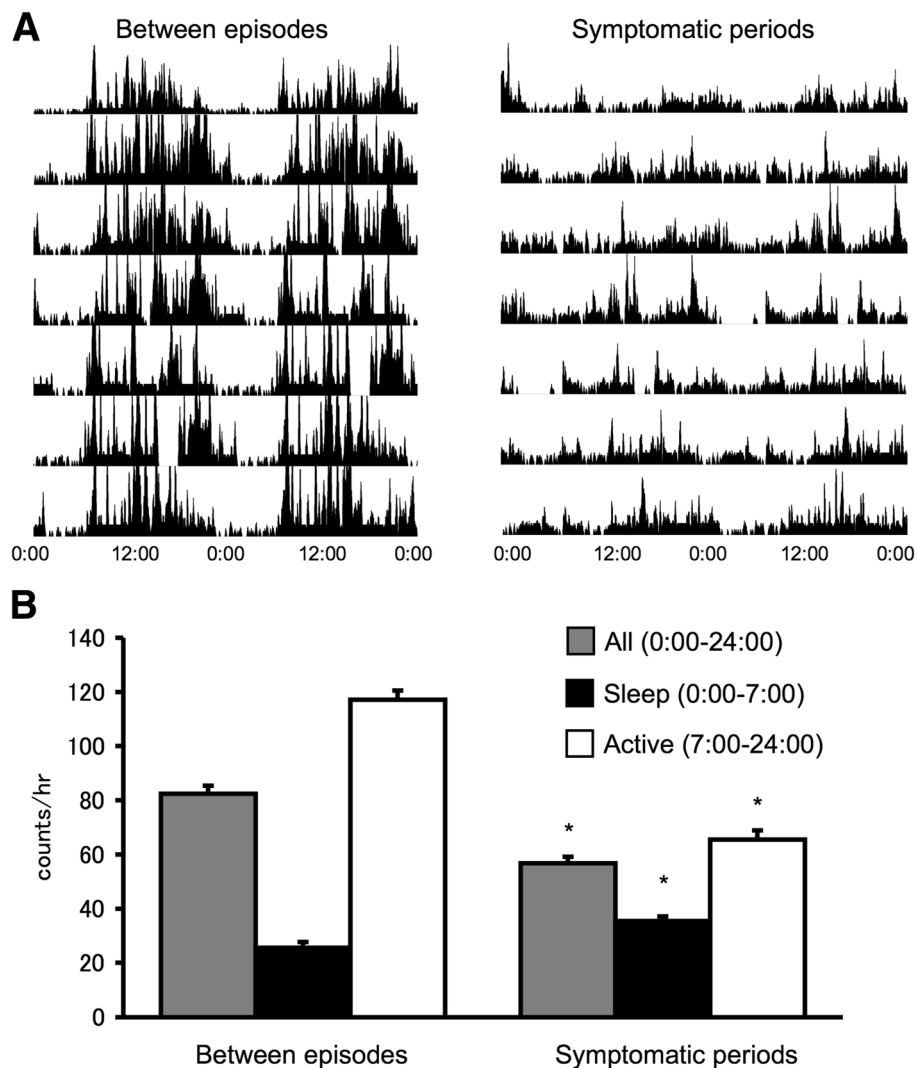 A
Between episodes
Symptomatic periods
0:00 12:00 0:00 12:00 0:00
0:00 12:00 0:00 12:00 0:00
B
counts/hr
140
120
100
80
60
40
20
0
All (0:00-24:00)
Sleep (0:00-7:00)
Active (7:00-24:00)
*
*
*
Between episodes
Symptomatic periods